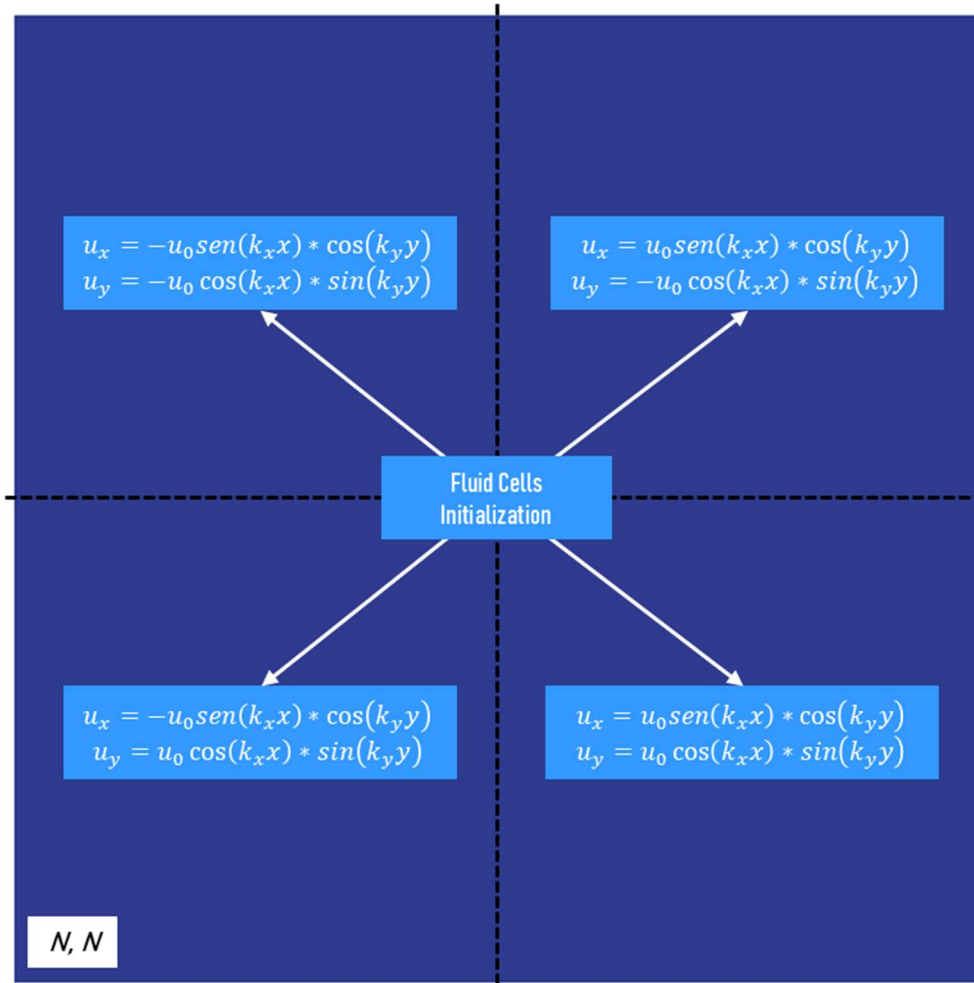 u_x = −u_0 sen(k_x x) * cos(k_y y)
u_y = −u_0 cos(k_x x) * sin(k_y y)
u_x = u_0 sen(k_x x) * cos(k_y y)
u_y = −u_0 cos(k_x x) * sin(k_y y)
Fluid Cells
Initialization
u_x = −u_0 sen(k_x x) * cos(k_y y)
u_y = u_0 cos(k_x x) * sin(k_y y)
u_x = u_0 sen(k_x x) * cos(k_y y)
u_y = u_0 cos(k_x x) * sin(k_y y)
N, N